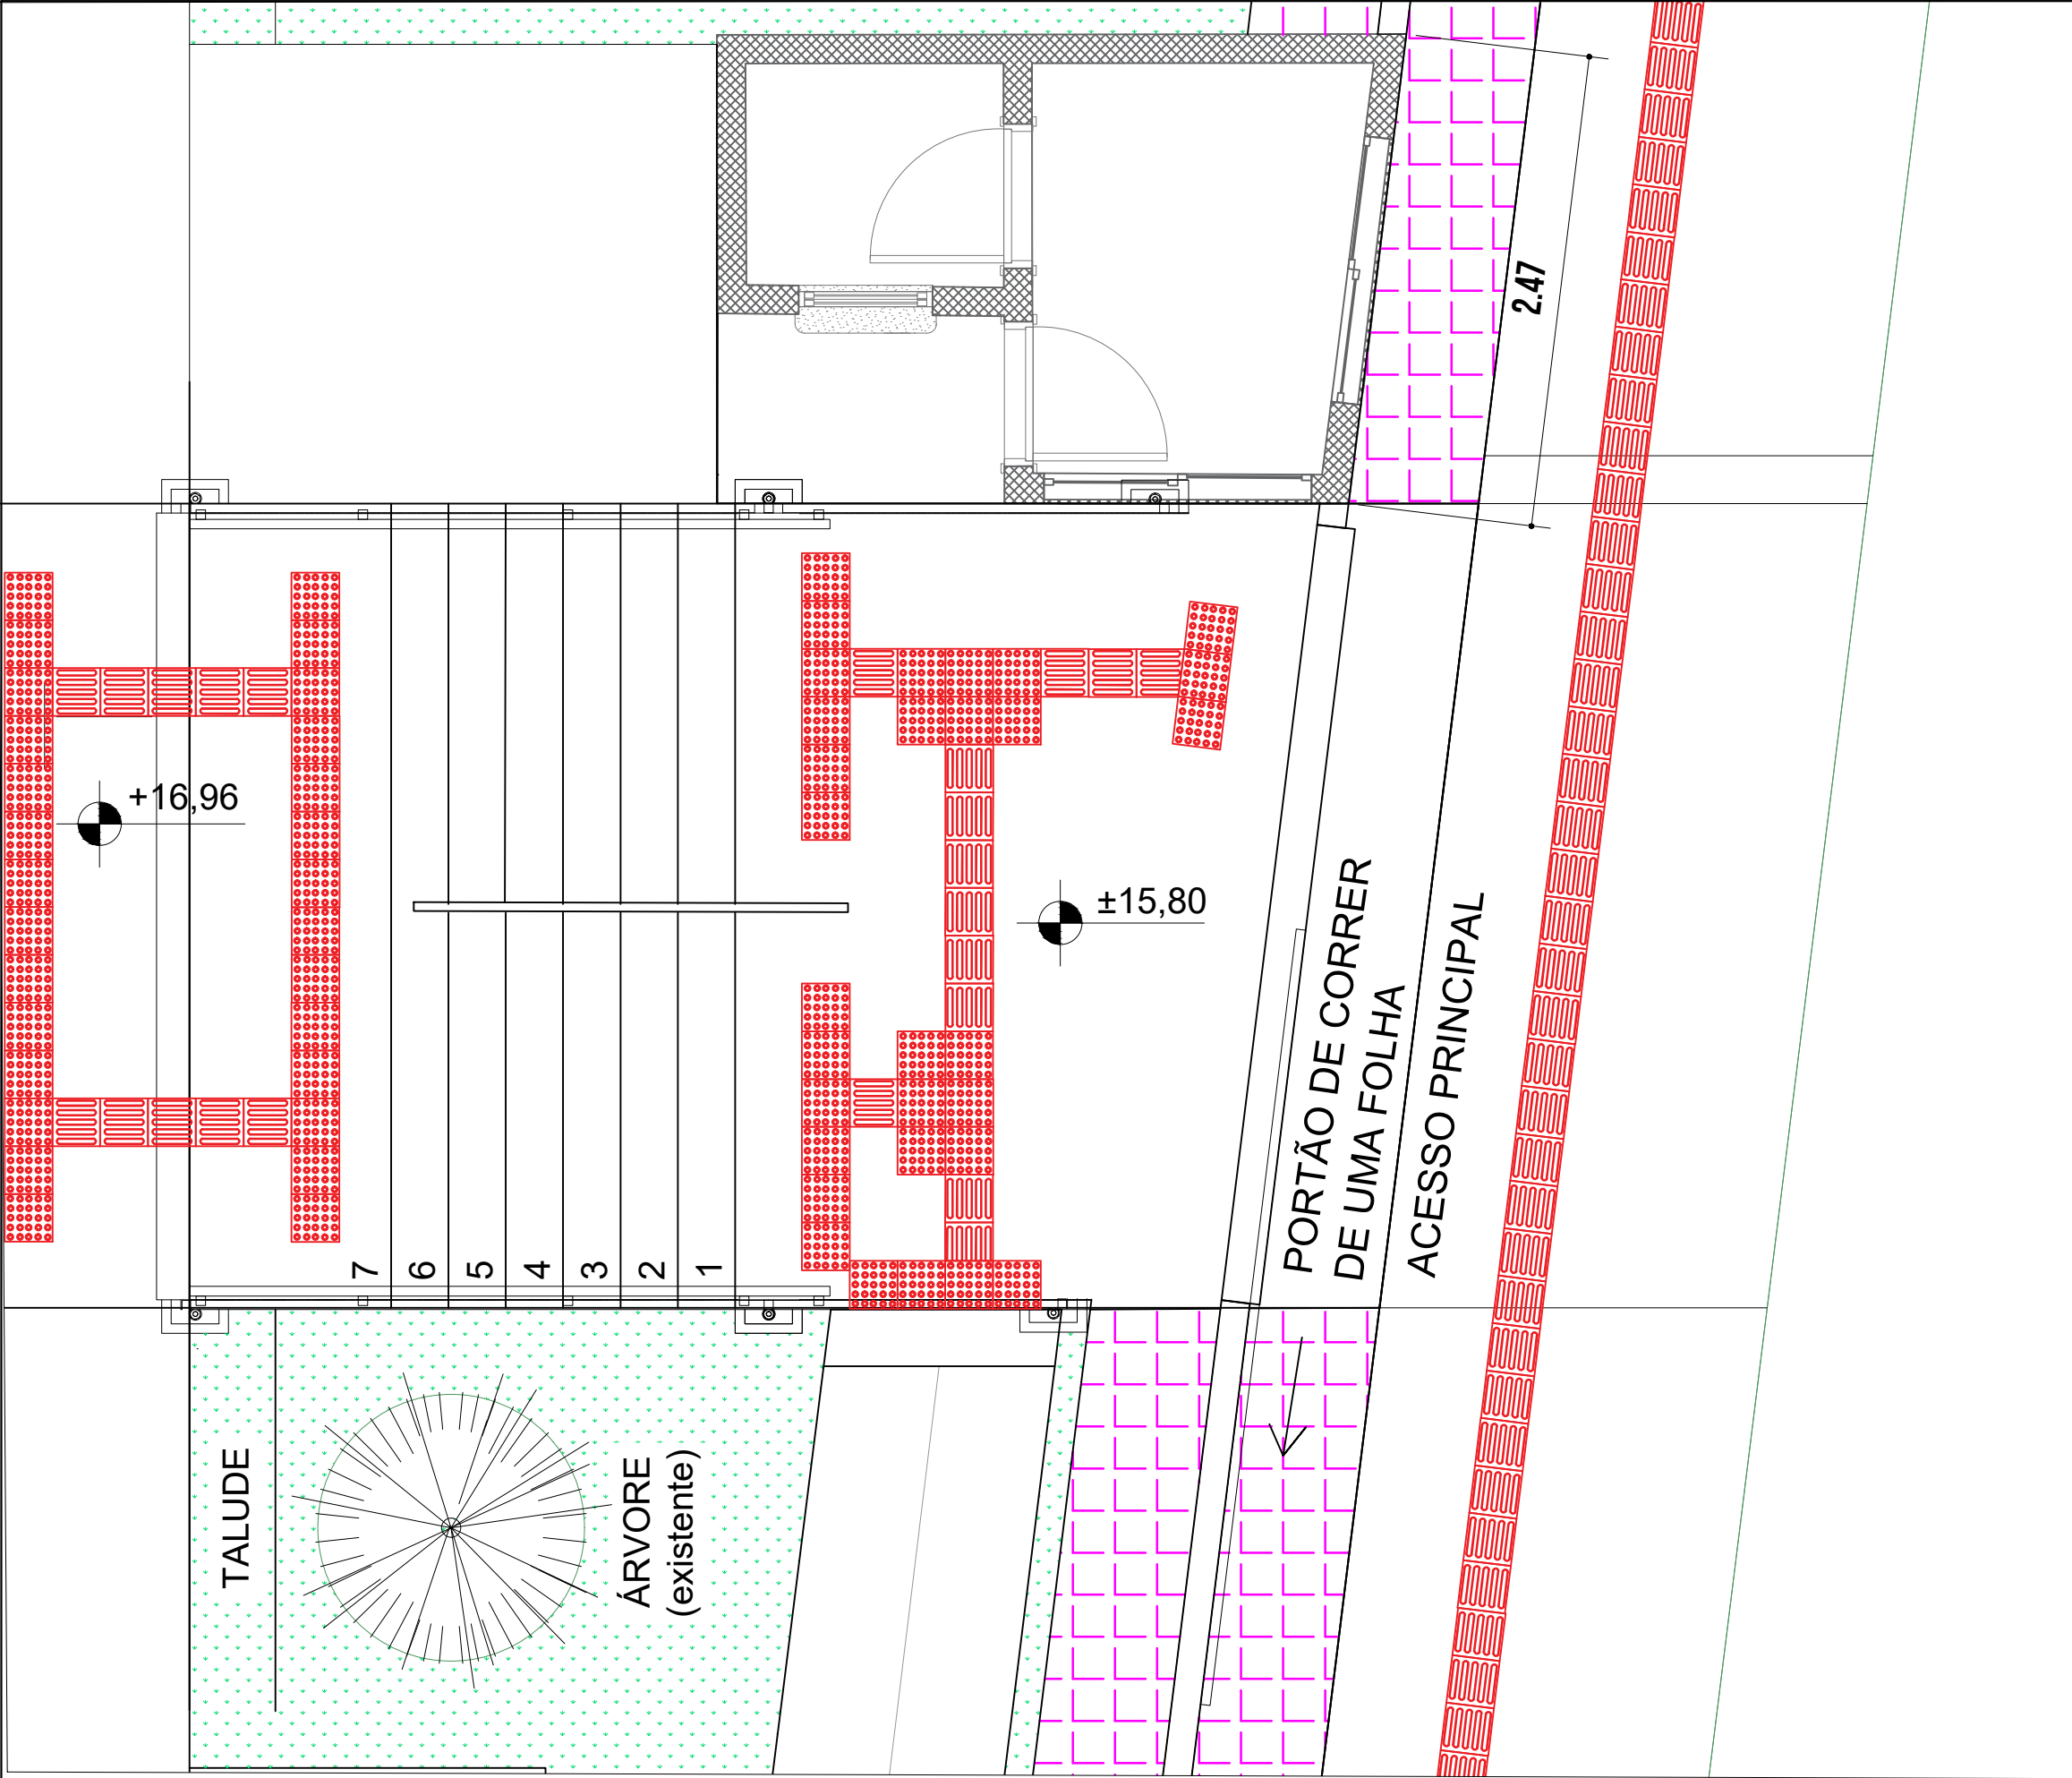 2.47
+16,96
±15,80
PORTÃO DE CORRER
DE UMA FOLHA
ACESSO PRINCIPAL
7
6
5
4
3
2
1
TALUDE
ÁRVORE
(existente)